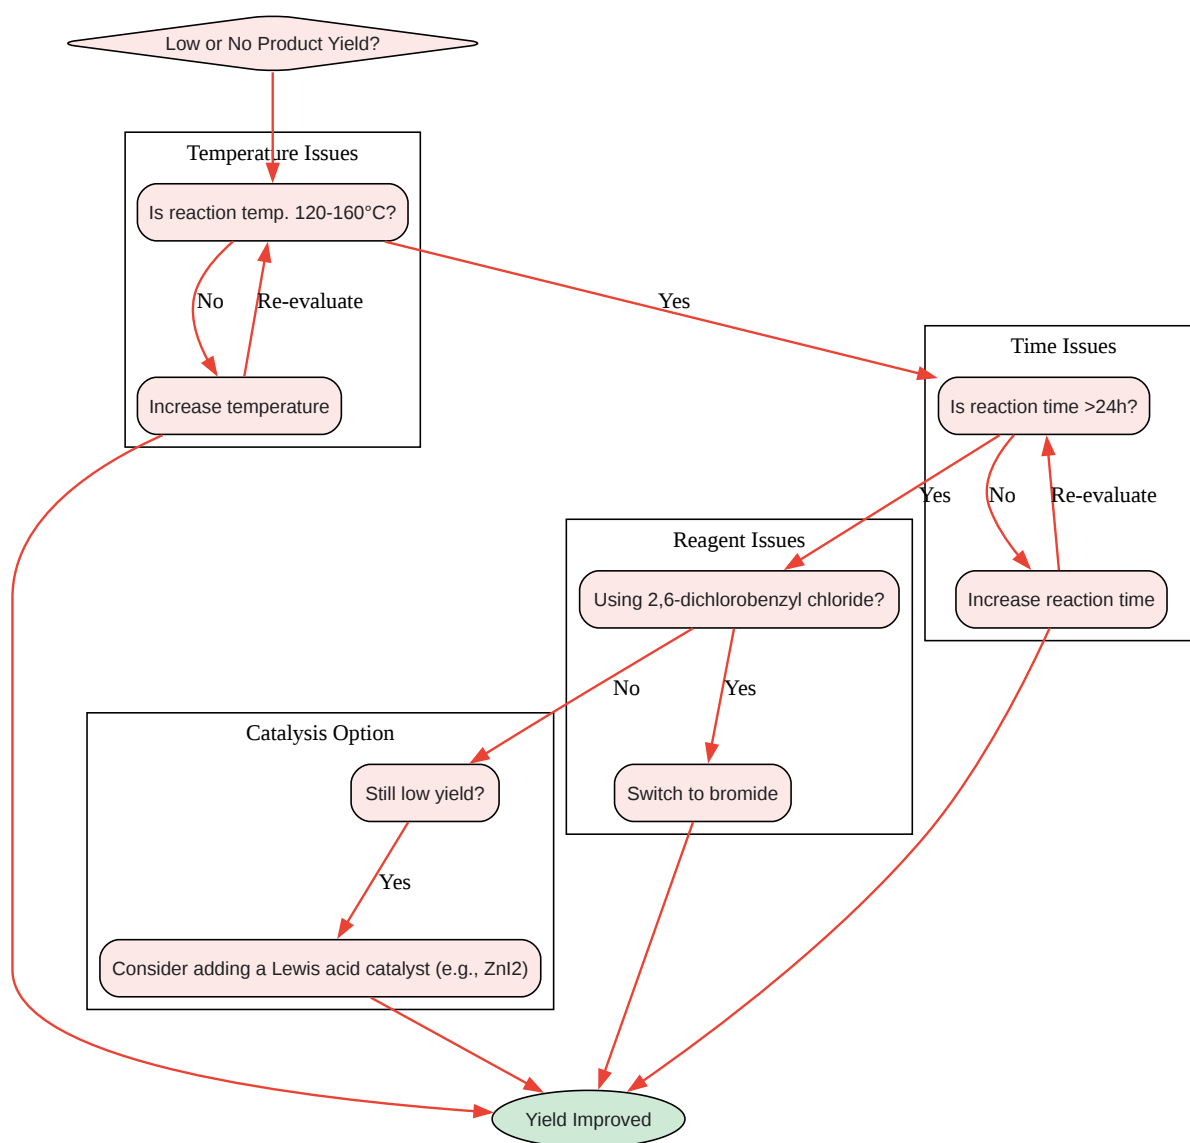 Low or No Product Yield?
Temperature Issues
Is reaction temp. 120-160°C?
No
Re-evaluate
Yes
Increase temperature
Time Issues
Is reaction time >24h?
Yes
No
Re-evaluate
Increase reaction time
Reagent Issues
Using 2,6-dichlorobenzyl chloride?
No
Yes
Switch to bromide
Catalysis Option
Still low yield?
Yes
Consider adding a Lewis acid catalyst (e.g., ZnI2)
Yield Improved